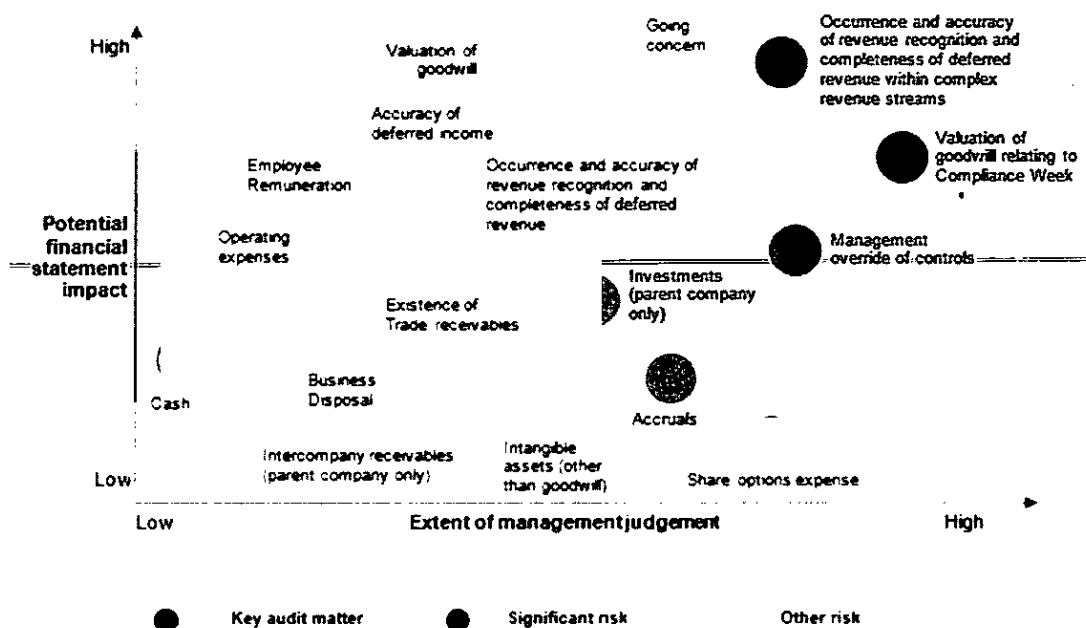 High
Valuation of
goodwill
Going
concern
Occurrence and accuracy
of revenue recognition and
completeness of deferred
revenue within complex
revenue streams
Accuracy of
deferred income
Valuation of
goodwill relating to
Compliance Week
Employee
Remuneration
Occurrence and accuracy of
revenue recognition and
completeness of deferred
revenue
Potential
financial
statement
impact
Operating
expenses
Management
override of controls
Investments
(parent company
only)
Existence of
Trade receivables
Cash
Business
Disposal
Accruals
Intercompany receivables
(parent company only)
Intangible
assets (other
than goodwill)
Share options expense
Low
Low
Extent of management judgement
High
Key audit matter
Significant risk
Other risk